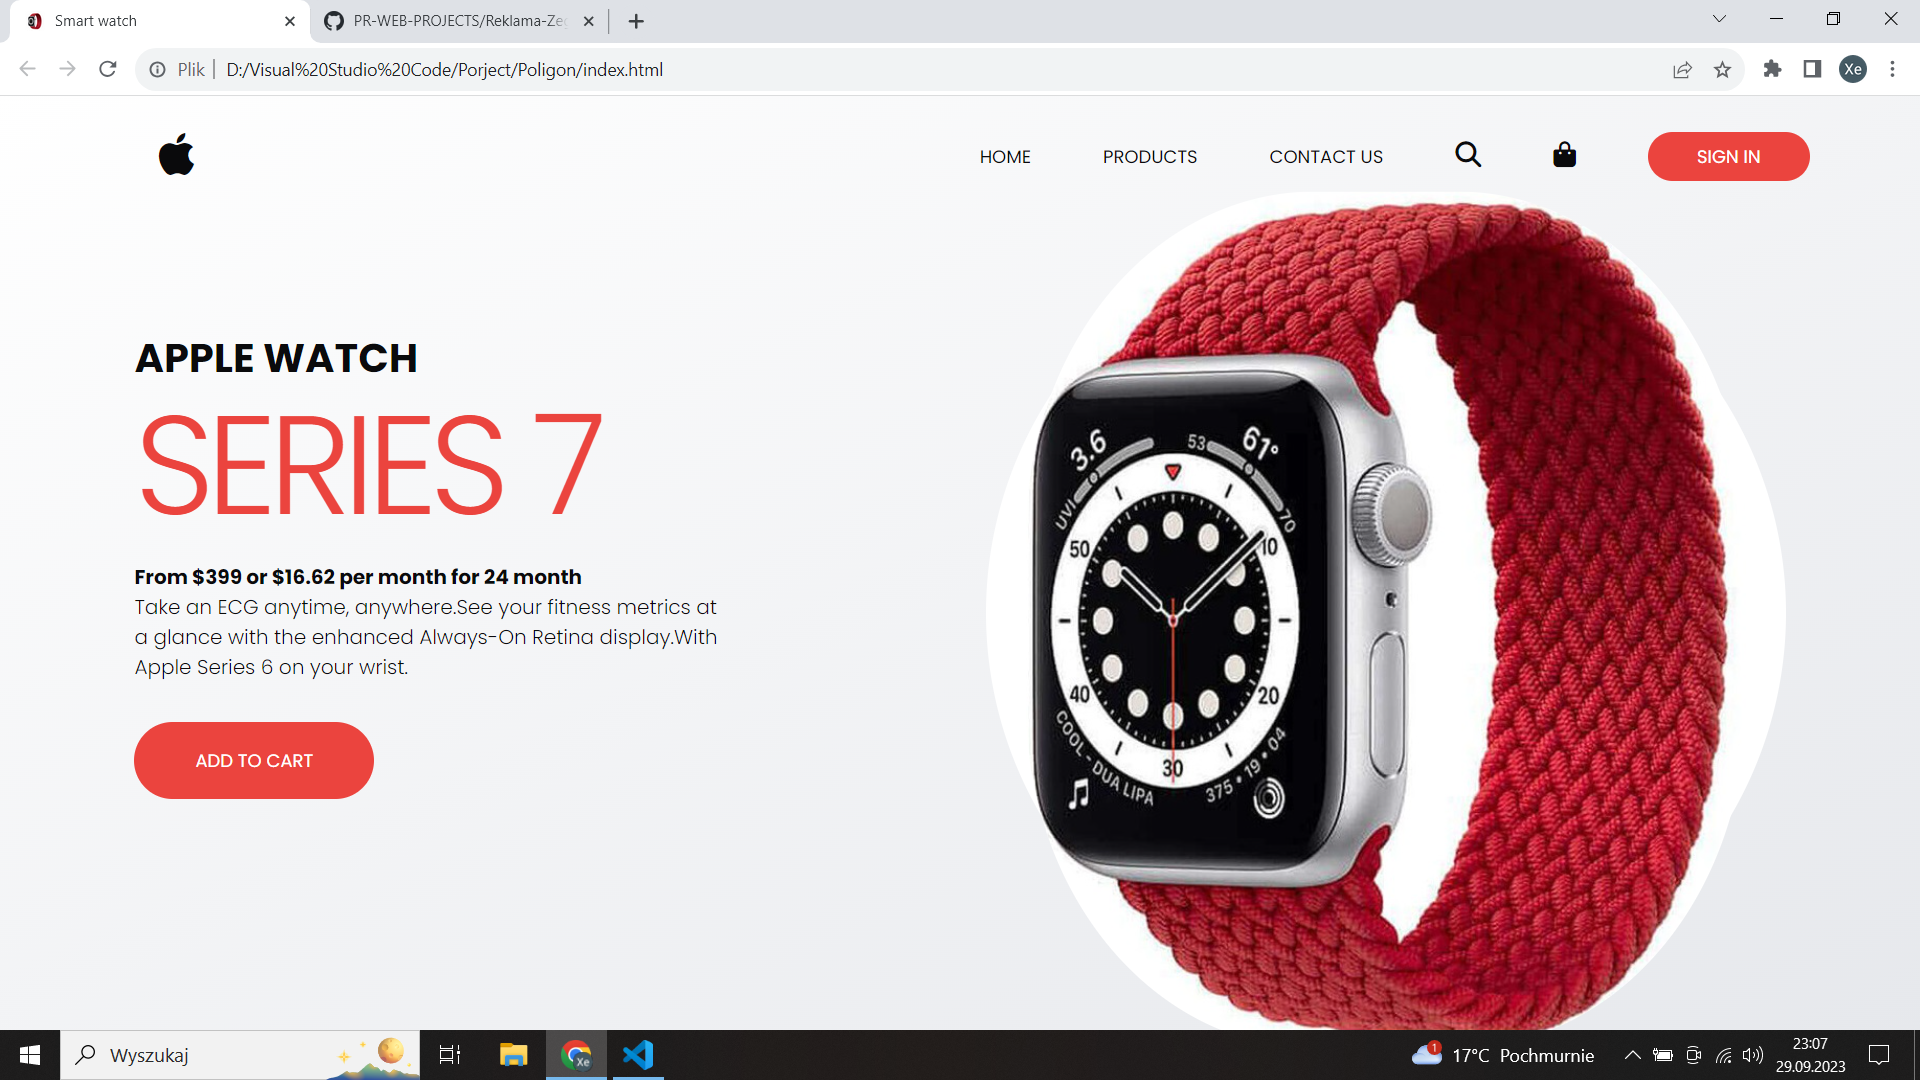 Smart watch
PR-WEB-PROJECTS/Reklama-Zeg
Plik
D:/Visual%20Studio%20Code/Porject/Poligon/index.html
Xe
HOME
PRODUCTS
CONTACT US
SIGN IN
APPLE WATCH
SERIES 7
From $399 or $16.62 per month for 24 month
Take an ECG anytime, anywhere.See your fitness metrics at
a glance with the enhanced Always-On Retina display.With
Apple Series 6 on your wrist.
ADD TO CART
3.6
UVI
53
61°
70
50
10
40
20
30
COOL - DUA LIPA
375 • 19 • 04
Wyszukaj
Xe
1
17°C Pochmurnie
23:07
29.09.2023